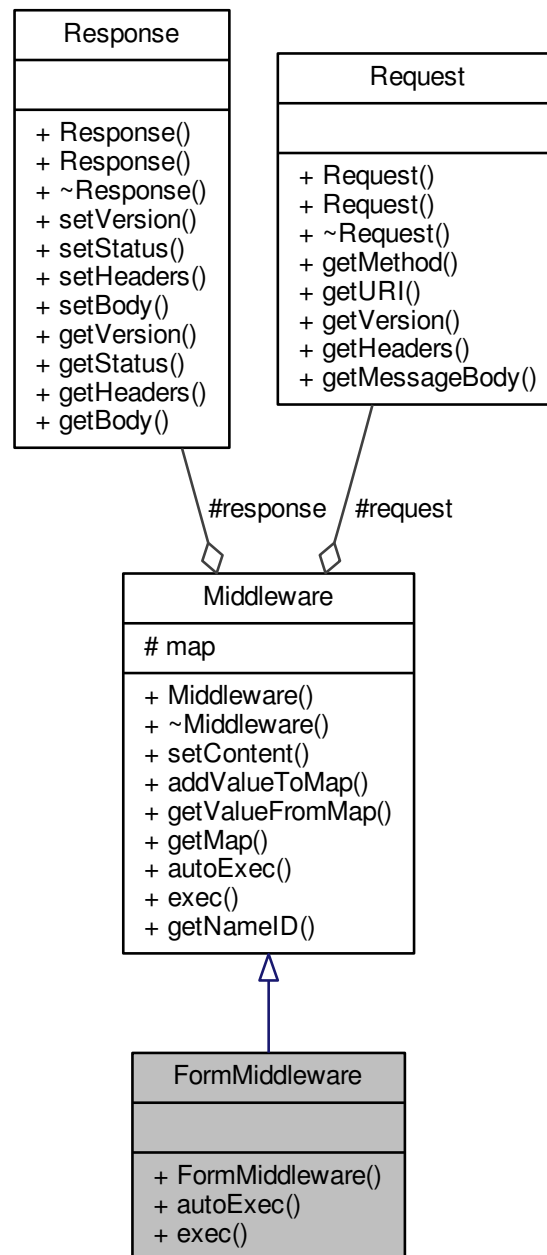 Response
+ Response()
+ Response()
+ ~Response()
+ setVersion()
+ setStatus()
+ setHeaders()
+ setBody()
+ getVersion()
+ getStatus()
+ getHeaders()
+ getBody()
Request
+ Request()
+ Request()
+ ~Request()
+ getMethod()
+ getURI()
+ getVersion()
+ getHeaders()
+ getMessageBody()
#response
#request
Middleware
# map
+ Middleware()
+ ~Middleware()
+ setContent()
+ addValueToMap()
+ getValueFromMap()
+ getMap()
+ autoExec()
+ exec()
+ getNameID()
FormMiddleware
+ FormMiddleware()
+ autoExec()
+ exec()